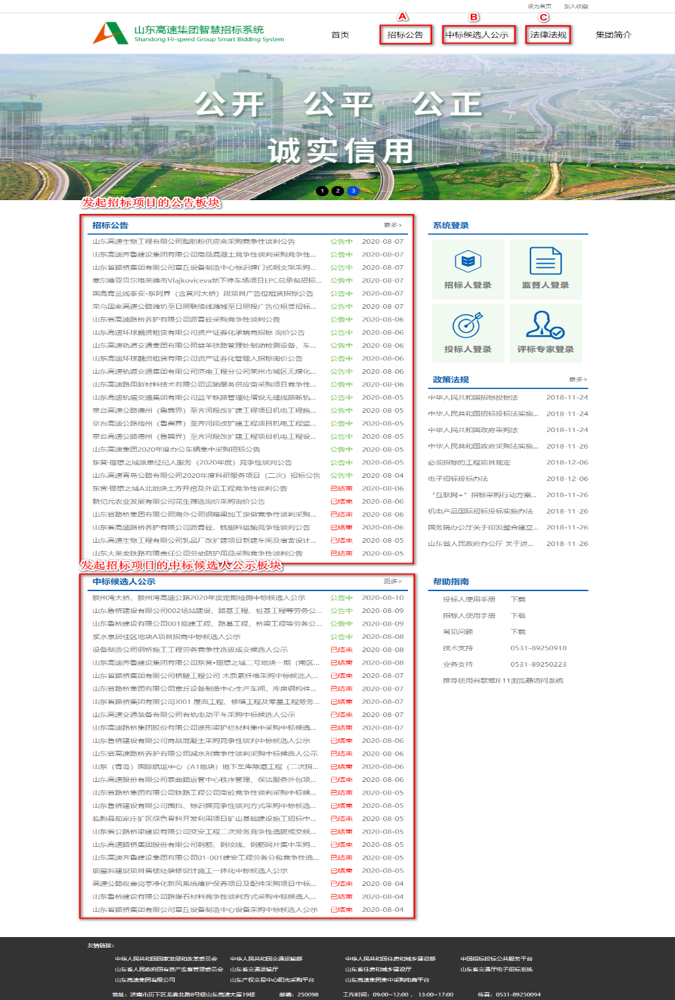 设为首页 加入收藏
A B C
山东高速集团智慧招标系统
Shandong Hi-speed Group Smart Bidding System
首页 招标公告 中标候选人公示 法律法规 集团简介
公开 公平 公正
诚实信用
1 2 3
发起招标项目的公告板块
招标公告 更多>
山东高速生物工程有限公司脂肪粉供应商采购竞争性谈判公告 公告中 2020-08-07
山东高速齐鲁建设集团有限公司商品混凝土竞争性谈判采购竞争性... 公告中 2020-08-07
山东省路桥集团有限公司章丘设备制造中心标识牌门式钢支架采购... 公告中 2020-08-07
塞尔维亚贝尔格莱德市Vlajkoviceva地下停车场项目EPC总承包招标... 公告中 2020-08-07
国高青兰线泰安-东阿界（含黄河大桥）段项目广告位租赁招标公告 公告中 2020-08-07
荣乌国家高速公路潍坊至日照联络线潍城至日照段广告位租赁招标... 公告中 2020-08-07
山东省高速路桥养护有限公司沥青砼采购竞争性谈判公告 公告中 2020-08-06
山东高速环球融资租赁有限公司资产证券化承销商招标 询价公告 公告中 2020-08-06
山东高速轨道交通集团有限公司益羊铁路管理处制动检测设备、车... 公告中 2020-08-06
山东高速环球融资租赁有限公司资产证券化管理人招标询价公告 公告中 2020-08-06
山东高速轨道交通集团有限公司济南工程分公司莱州市城区无煤化... 公告中 2020-08-06
山东高速路用新材料技术有限公司运输服务供应商采购项目竞争性... 公告中 2020-08-06
山东高速轨道交通集团有限公司益羊铁路管理处增设无缝线路断轨... 公告中 2020-08-05
京台高速公路德州（鲁冀界）至齐河段改扩建工程项目机电工程施... 公告中 2020-08-05
京台高速公路德州（鲁冀界）至齐河段改扩建工程项目机电工程监... 公告中 2020-08-05
京台高速公路德州（鲁冀界）至齐河段改扩建工程项目机电工程设... 公告中 2020-08-05
山东高速集团2020年度办公车辆集中采购招标公告 公告中 2020-08-05
东营·理想之城派单经纪人服务（2020年度）竞争性谈判公告 公告中 2020-08-05
山东高速青岛公路有限公司2020年度科研服务项目（二次）招标公告 公告中 2020-08-04
东营·理想之城A北地块土方开挖及外运工程竞争性谈判公告 已结束 2020-08-06
新纪元农业发展有限公司花生筛选询价采购询价公告 已结束 2020-08-06
山东省路桥集团有限公司海外公司钢箱梁加工定做竞争性谈判采购... 已结束 2020-08-06
山东省高速路桥养护有限公司沥青砼、铣刨料运输竞争性谈判公告 已结束 2020-08-06
山东高速生物工程有限公司乳品厂改扩建项目新建车间及宿舍设计... 已结束 2020-08-05
山东大莱龙铁路有限责任公司劳动防护用品采购竞争性谈判公告 已结束 2020-08-05
系统登录
招标人登录 监督人登录
投标人登录 评标专家登录
政策法规 更多>
中华人民共和国招标投标法 2018-11-24
中华人民共和国招标投标法实施... 2018-11-24
中华人民共和国政府采购法 2018-11-24
中华人民共和国政府采购法实施... 2018-11-26
必须招标的工程项目规定 2018-12-06
电子招标投标办法 2018-12-06
“互联网+”招标采购行动方案... 2018-11-26
机电产品国际招标投标实施办法 2018-11-26
国务院办公厅关于印发整合建立... 2018-11-26
山东省人民政府办公厅 关于进... 2018-11-26
发起招标项目的中标候选人公示板块
中标候选人公示 更多>
胶州湾大桥、胶州湾高速公路2020年度定期检测中标候选人公示 公告中 2020-08-10
山东鲁桥建设有限公司002场站建设、路基工程、桩基工程等劳务公... 公告中 2020-08-09
山东鲁桥建设有限公司001临建工程、路基工程、桥梁工程等劳务公... 公告中 2020-08-09
浆水泉居住区地块A项目招商中标候选人公示 公告中 2020-08-08
设备制造公司钢桥施工工程劳务竞争性选拔成交候选人公示 已结束 2020-08-08
山东高速齐鲁建设集团有限公司东营•理想之城二号地块一期（南区... 已结束 2020-08-08
山东省路桥集团有限公司桥隧工程公司 木质素纤维采购中标候选人... 已结束 2020-08-07
山东省路桥集团有限公司章丘设备制造中心生产车间、库房钢构件... 已结束 2020-08-07
山东省路桥集团有限公司J001 屋面工程、修缮工程及零星工程劳务... 已结束 2020-08-07
山东高速交通装备有限公司有轨电动平车采购中标候选人公示 已结束 2020-08-07
山东高速路桥集团股份有限公司波形梁护栏材料集中采购中标候选... 已结束 2020-08-07
山东鲁桥建设有限公司商品混凝土采购竞争性谈判中标候选人公示 已结束 2020-08-06
山东省高速路桥养护有限公司减水剂竞争性谈判采购中标候选人公示 已结束 2020-08-06
山东（青岛）国际航运中心（A1地块）地下车库除湿工程（二次招... 已结束 2020-08-06
山东高速股份有限公司泰曲路运管中心秩序管理、保洁服务外包项... 已结束 2020-08-06
山东省路桥集团有限公司铁路工程公司商砼竞争性谈判采购中标候... 已结束 2020-08-05
山东鲁桥建设有限公司围挡、标识牌竞争性谈判方式采购中标候选... 已结束 2020-08-05
临朐县茹家庄矿区绿色骨料开发利用项目矿山基础建设施工招标中... 已结束 2020-08-05
山东省公路桥梁建设有限公司交安工程二次劳务竞争性选拔成交候... 已结束 2020-08-05
山东高速路桥集团股份有限公司钢筋、钢绞线、钢筋网片集中采购... 已结束 2020-08-05
山东高速齐鲁建设集团有限公司01-001建安工程劳务分包竞争性选... 已结束 2020-08-05
御玺台建设项目售楼处装修设计施工一体化中标候选人公示 已结束 2020-08-05
高速公路收费岗亭净化新风系统维护保养项目及配件采购项目中标... 已结束 2020-08-04
山东鲁桥建设有限公司路缘石材料竞争性谈判方式采购中标候选人... 已结束 2020-08-04
山东省路桥集团有限公司章丘设备制造中心设备采购中标候选人公示 已结束 2020-08-04
帮助指南
投标人使用手册 下载
招标人使用手册 下载
常见问题 下载
技术支持 0531-89250918
业务支持 0531-89250223
推荐使用谷歌或IE11浏览器访问系统
友情链接：
中华人民共和国国家发展和改革委员会 中华人民共和国交通运输部 中华人民共和国住房和城乡建设部 中国招标投标公共服务平台
山东省人民政府国有资产监督管理委员会 山东省交通运输厅 山东省住房和城乡建设厅 山东省交通厅电子招标系统
山东高速集团有限公司 山东产权交易中心阳光采购平台 山东高速集团集中采购电商平台
地址：济南市历下区龙奥北路8号楼山东高速大厦19楼 邮编：250098 工作时间：09:00~12:00 ，13:00~17:00 传真：0531-89250094